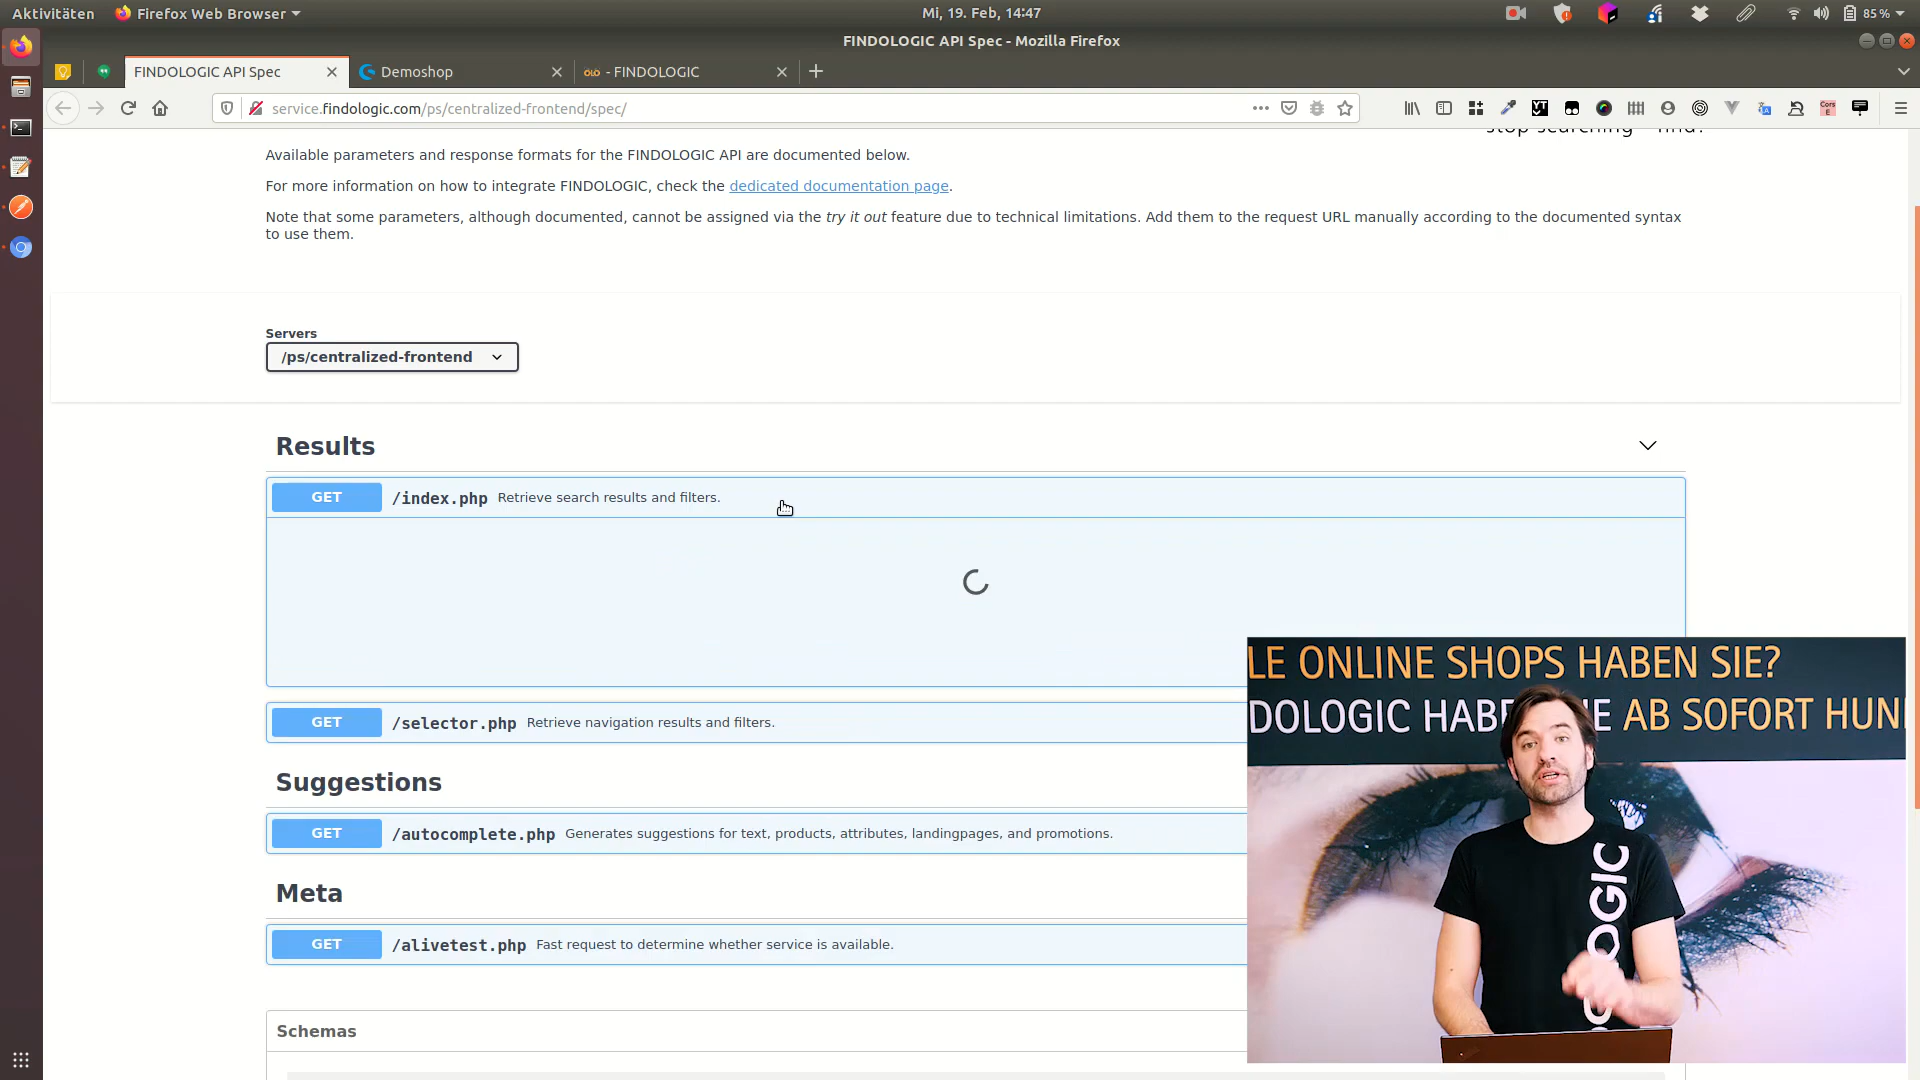 Aktivitäten
Firefox Web Browser
Mi, 19. Feb, 14:47
85 %
FINDOLOGIC API Spec - Mozilla Firefox
FINDOLOGIC API Spec
Demoshop
- FINDOLOGIC
service.findologic.com/ps/centralized-frontend/spec/
stop searching - find!
Available parameters and response formats for the FINDOLOGIC API are documented below.
For more information on how to integrate FINDOLOGIC, check the dedicated documentation page.
Note that some parameters, although documented, cannot be assigned via the try it out feature due to technical limitations. Add them to the request URL manually according to the documented syntax
to use them.
Servers
/ps/centralized-frontend
Results
GET /index.php Retrieve search results and filters.
GET /selector.php Retrieve navigation results and filters.
Suggestions
GET /autocomplete.php Generates suggestions for text, products, attributes, landingpages, and promotions.
Meta
GET /alivetest.php Fast request to determine whether service is available.
Schemas
LE ONLINE SHOPS HABEN SIE?
DOLOGIC HABE IE AB SOFORT HUN
OLOGIC